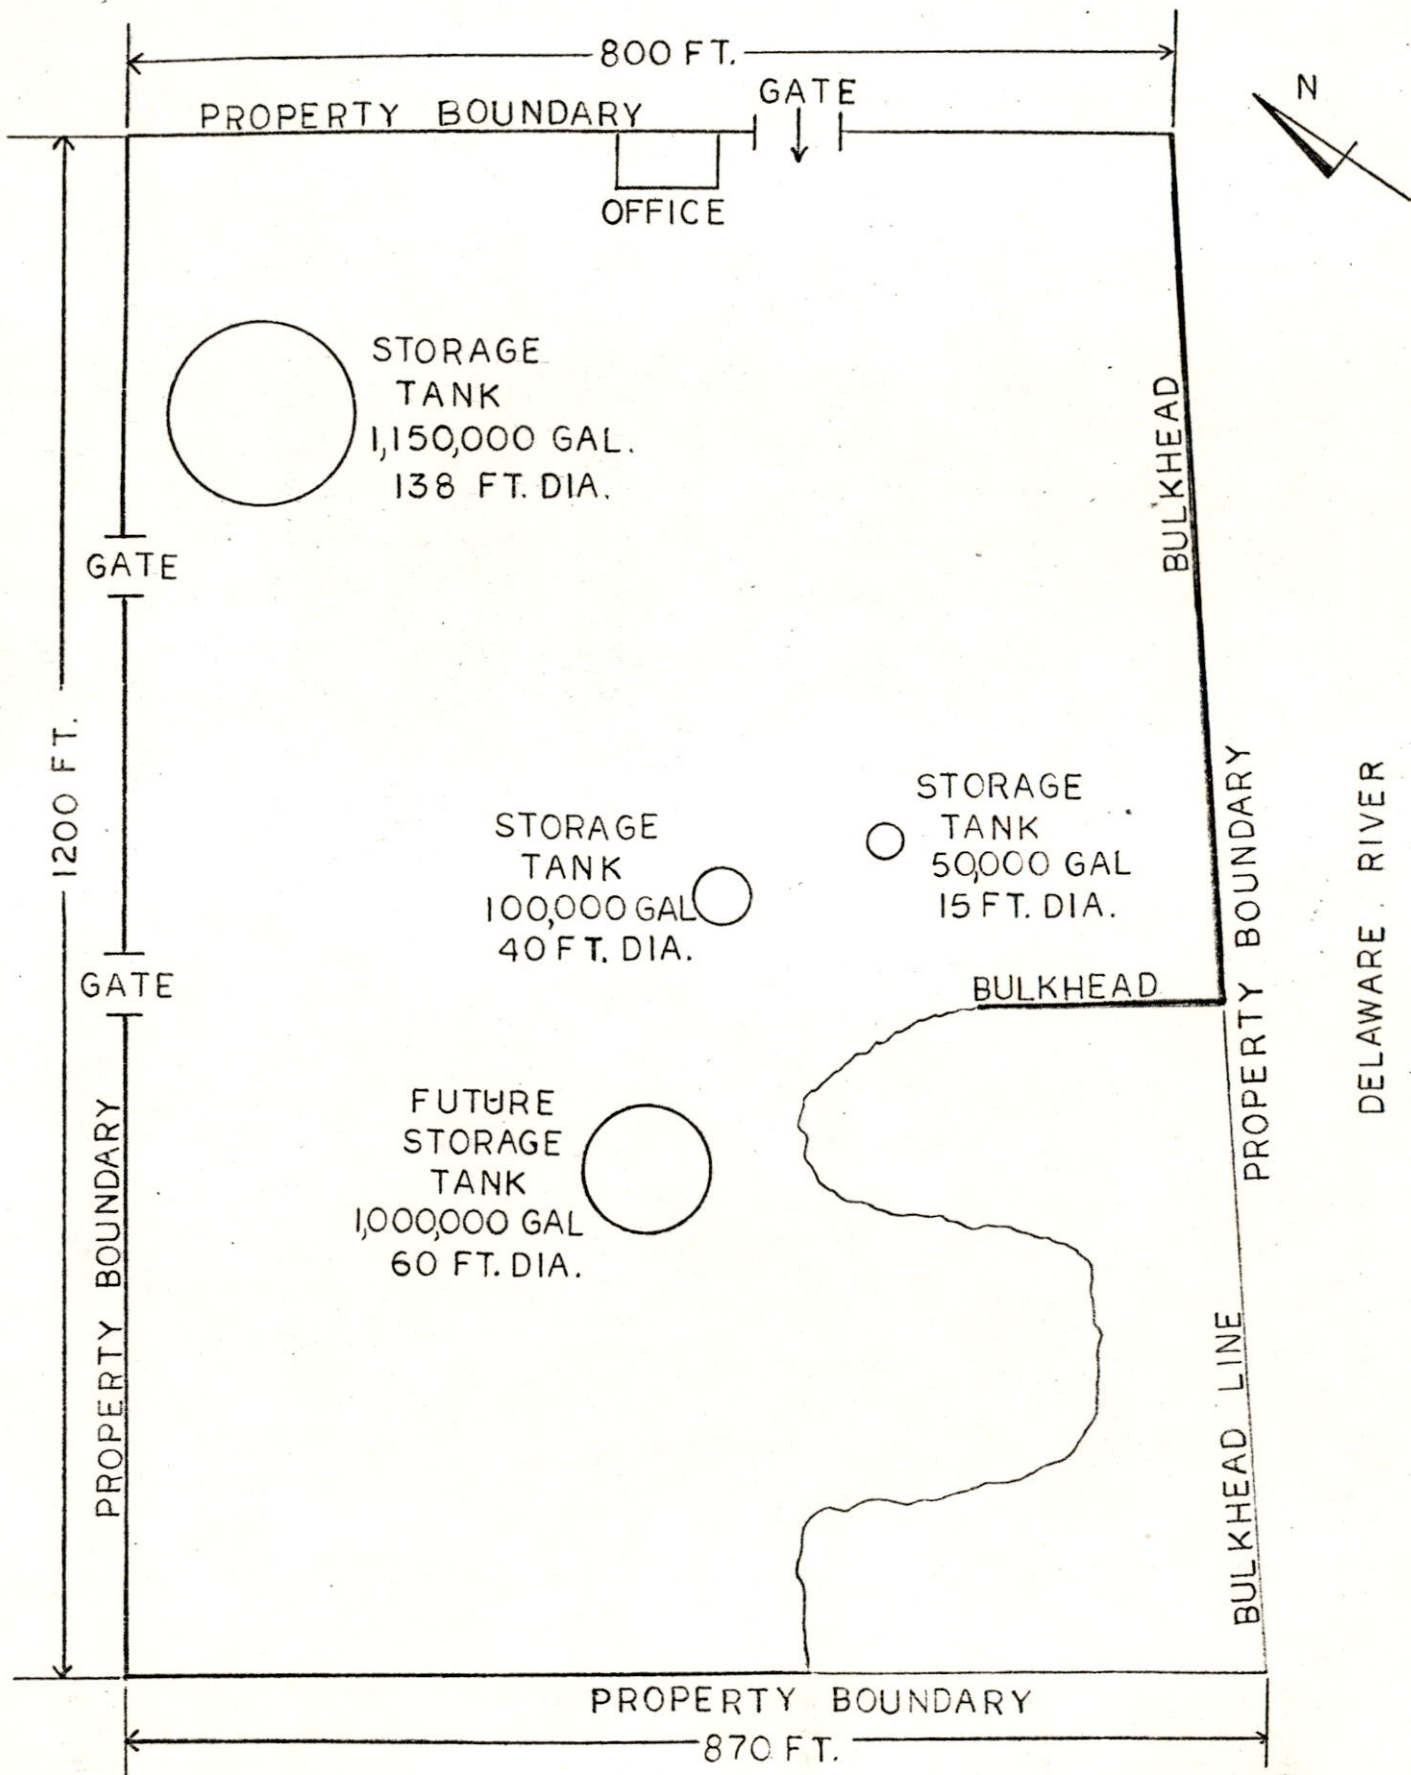 800 FT.
PROPERTY BOUNDARY
GATE
N
OFFICE
STORAGE
TANK
1,150,000 GAL.
138 FT. DIA.
BULKHEAD
GATE
1200 FT.
STORAGE
TANK
50,000 GAL
15 FT. DIA.
STORAGE
TANK
100,000 GAL
40 FT. DIA.
PROPERTY BOUNDARY
DELAWARE RIVER
GATE
BULKHEAD
FUTURE
STORAGE
TANK
1,000,000 GAL
60 FT. DIA.
PROPERTY BOUNDARY
BULKHEAD LINE
PROPERTY BOUNDARY
870 FT.